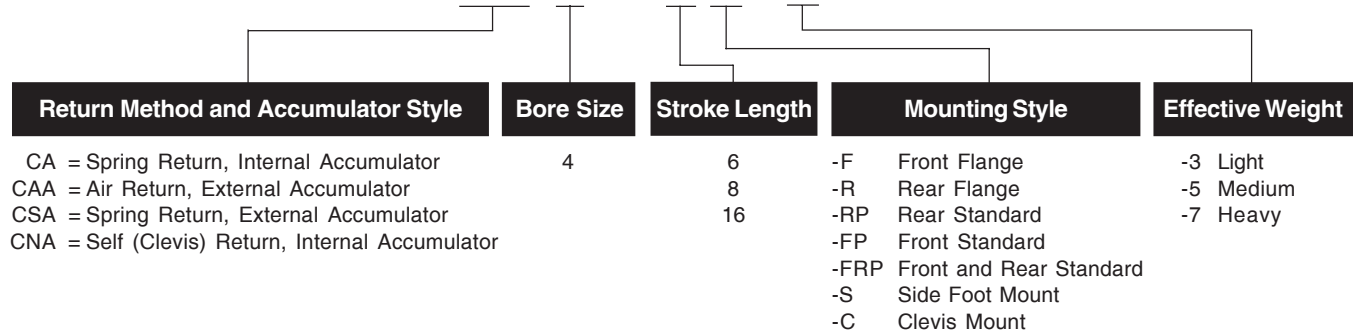 Return Method and Accumulator Style Bore Size Stroke Length Mounting Style Effective Weight
CA = Spring Return, Internal Accumulator 4 6 -F Front Flange -3 Light
CAA = Air Return, External Accumulator 8 -R Rear Flange -5 Medium
CSA = Spring Return, External Accumulator 16 -RP Rear Standard -7 Heavy
CNA = Self (Clevis) Return, Internal Accumulator -FP Front Standard
-FRP Front and Rear Standard
-S Side Foot Mount
-C Clevis Mount